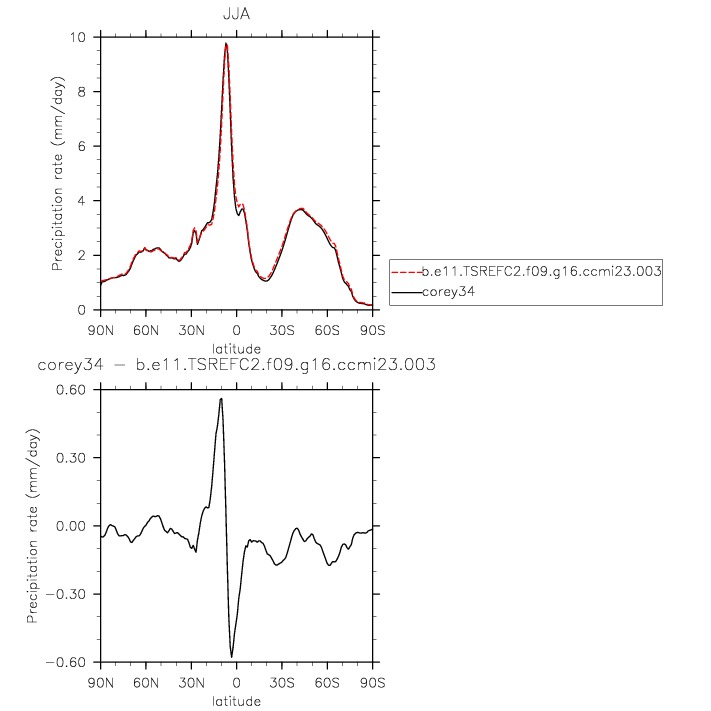 JJA
Precipitation rate (mm/day)
10
8
6
4
2
0
90N 60N 30N 0 30S 60S 90S
latitude
b.e11.TSREFC2.f09.g16.ccmi23.003
corey34
corey34 − b.e11.TSREFC2.f09.g16.ccmi23.003
Precipitation rate (mm/day)
0.60
0.30
0.00
−0.30
−0.60
90N 60N 30N 0 30S 60S 90S
latitude